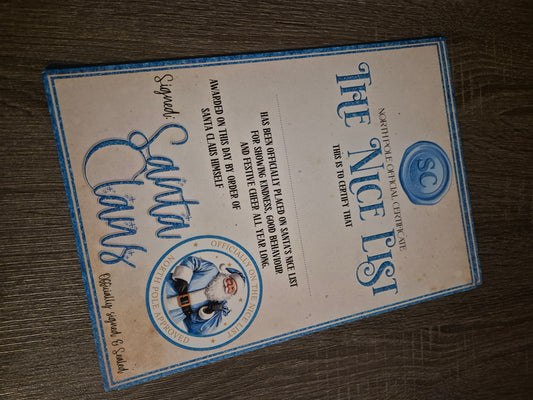 SC
NORTH POLE OFFICIAL CERTIFICATE
THE NICE LIST
THIS IS TO CERTIFY THAT
HAS BEEN OFFICIALLY PLACED ON SANTA'S NICE LIST
FOR SHOWING KINDNESS, GOOD BEHAVIOUR
AND FESTIVE CHEER ALL YEAR LONG
AWARDED ON THIS DAY BY ORDER OF
SANTA CLAUS HIMSELF
Signed:
Santa
Claus
OFFICIALLY ON THE NICE LIST
NORTH POLE APPROVED
Officially signed & Sealed